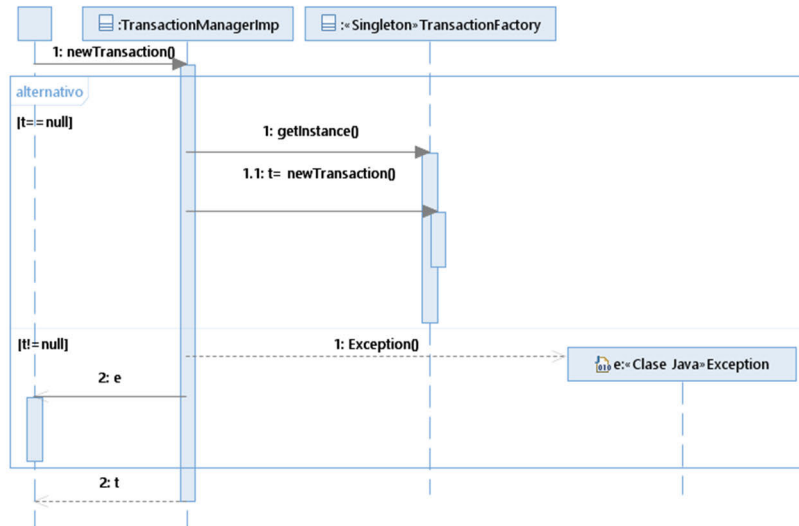 :TransactionManagerImp
:«Singleton»TransactionFactory
1: newTransaction()
alternativo
[t==null]
1: getInstance()
1.1: t= newTransaction()
[t!=null]
1: Exception()
e:«Clase Java»Exception
2: e
2: t